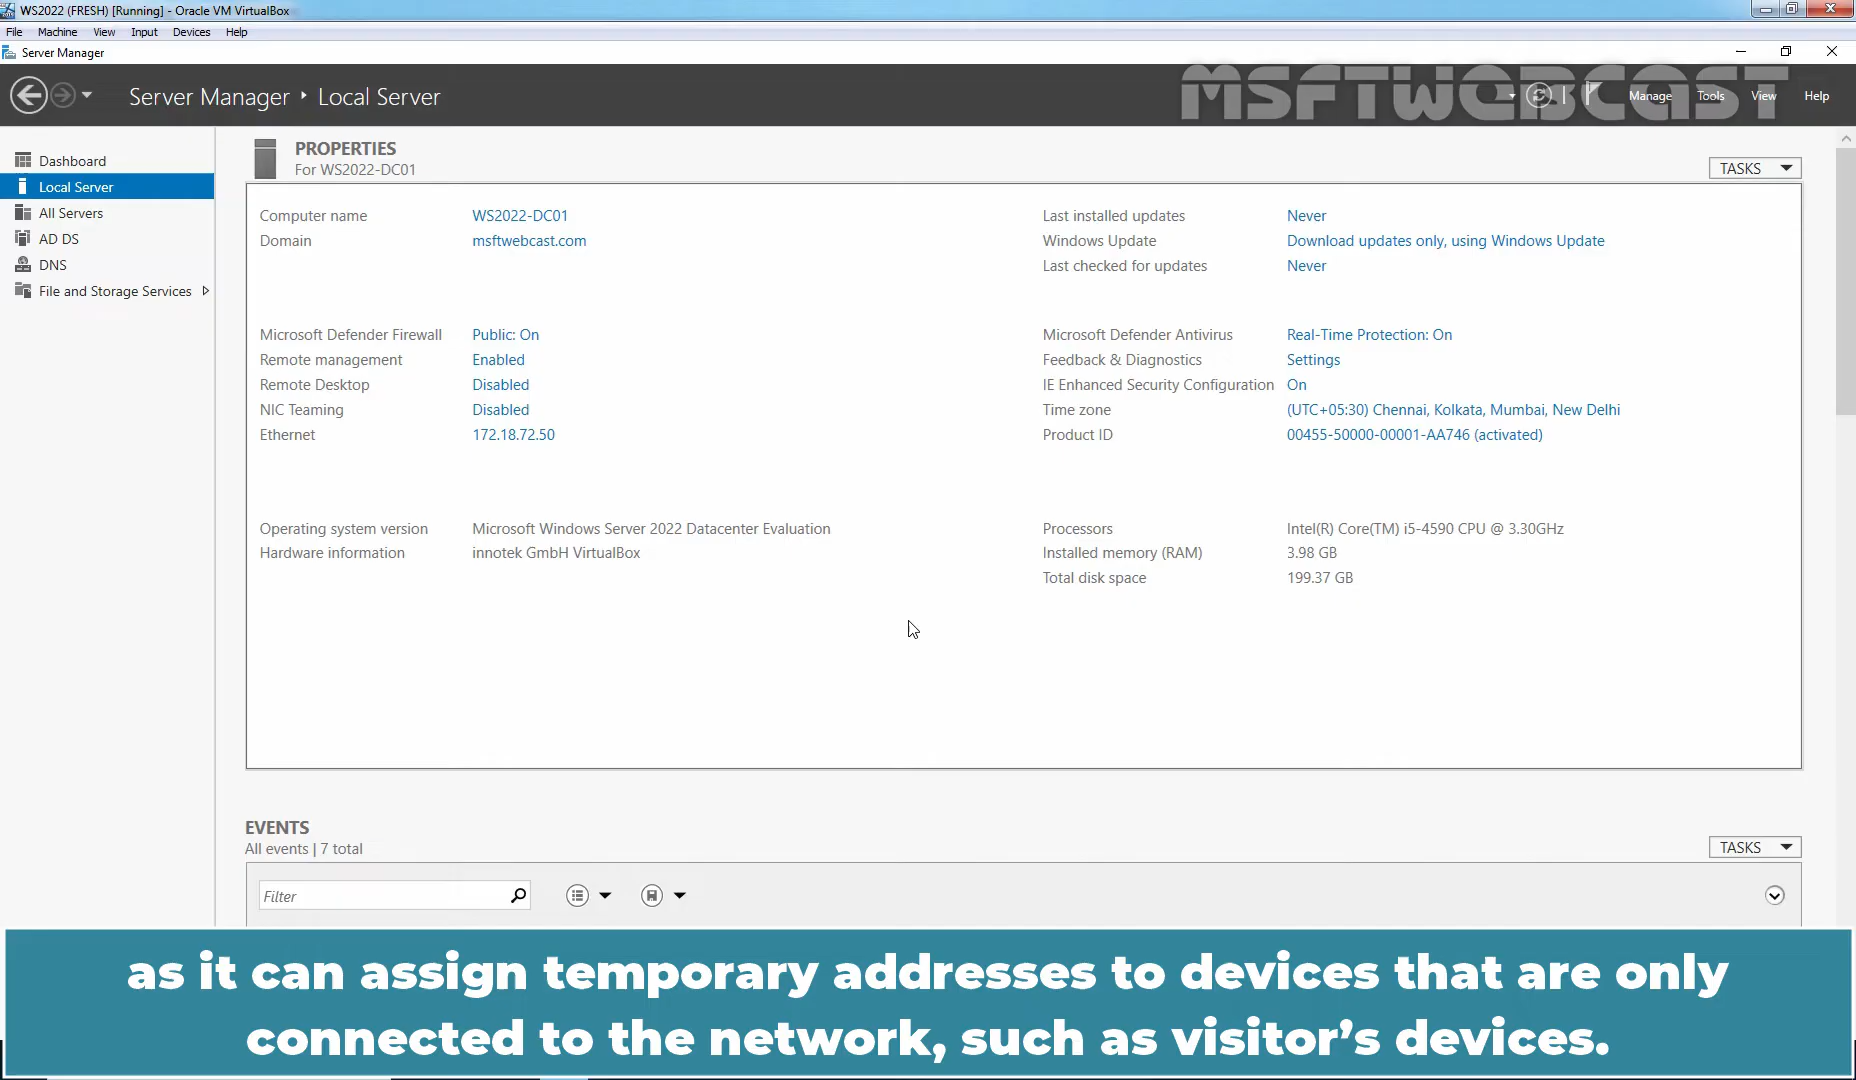 WS2022 (FRESH) [Running] - Oracle VM VirtualBox
File Machine View Input Devices Help
Server Manager
Server Manager ‣ Local Server
MSFTWEBCAST
Manage Tools View Help
Dashboard
Local Server
All Servers
AD DS
DNS
File and Storage Services
PROPERTIES
For WS2022-DC01
TASKS
Computer name WS2022-DC01
Domain msftwebcast.com
Last installed updates Never
Windows Update Download updates only, using Windows Update
Last checked for updates Never
Microsoft Defender Firewall Public: On
Remote management Enabled
Remote Desktop Disabled
NIC Teaming Disabled
Ethernet 172.18.72.50
Microsoft Defender Antivirus Real-Time Protection: On
Feedback & Diagnostics Settings
IE Enhanced Security Configuration On
Time zone (UTC+05:30) Chennai, Kolkata, Mumbai, New Delhi
Product ID 00455-50000-00001-AA746 (activated)
Operating system version Microsoft Windows Server 2022 Datacenter Evaluation
Hardware information innotek GmbH VirtualBox
Processors Intel(R) Core(TM) i5-4590 CPU @ 3.30GHz
Installed memory (RAM) 3.98 GB
Total disk space 199.37 GB
EVENTS
All events | 7 total
TASKS
Filter
as it can assign temporary addresses to devices that are only
connected to the network, such as visitor’s devices.